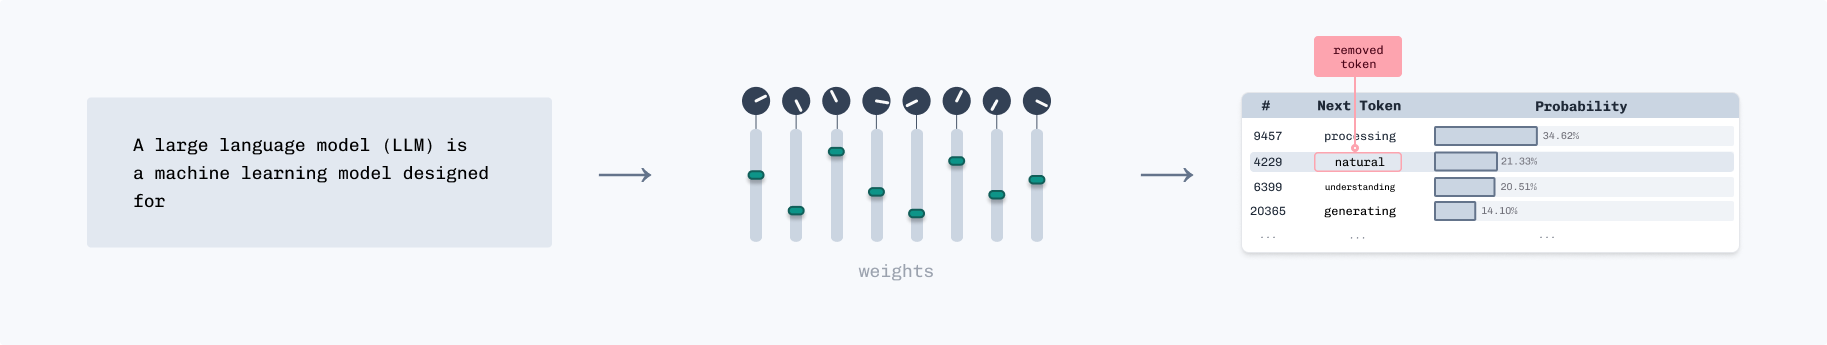 A large language model (LLM) is
a machine learning model designed
for
weights
removed
token
# Next Token Probability
9457 processing 34.62%
4229 natural 21.33%
6399 understanding 20.51%
20365 generating 14.10%
... ... ...